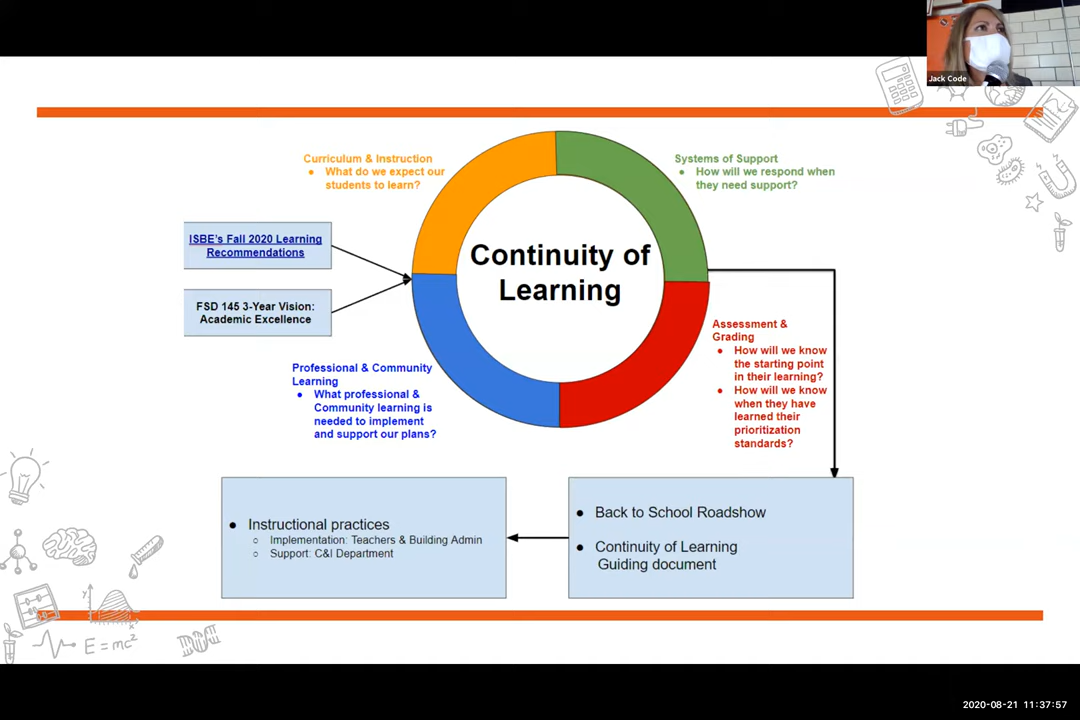 Jack Code
Curriculum & Instruction
● What do we expect our
students to learn?
Systems of Support
● How will we respond when
they need support?
ISBE's Fall 2020 Learning
Recommendations
FSD 145 3-Year Vision:
Academic Excellence
Continuity of
Learning
Professional & Community
Learning
● What professional &
Community learning is
needed to implement
and support our plans?
Assessment &
Grading
● How will we know
the starting point
in their learning?
● How will we know
when they have
learned their
prioritization
standards?
● Instructional practices
○ Implementation: Teachers & Building Admin
○ Support: C&I Department
● Back to School Roadshow
● Continuity of Learning
Guiding document
y
x
E=mc²
2020-08-21 11:37:57